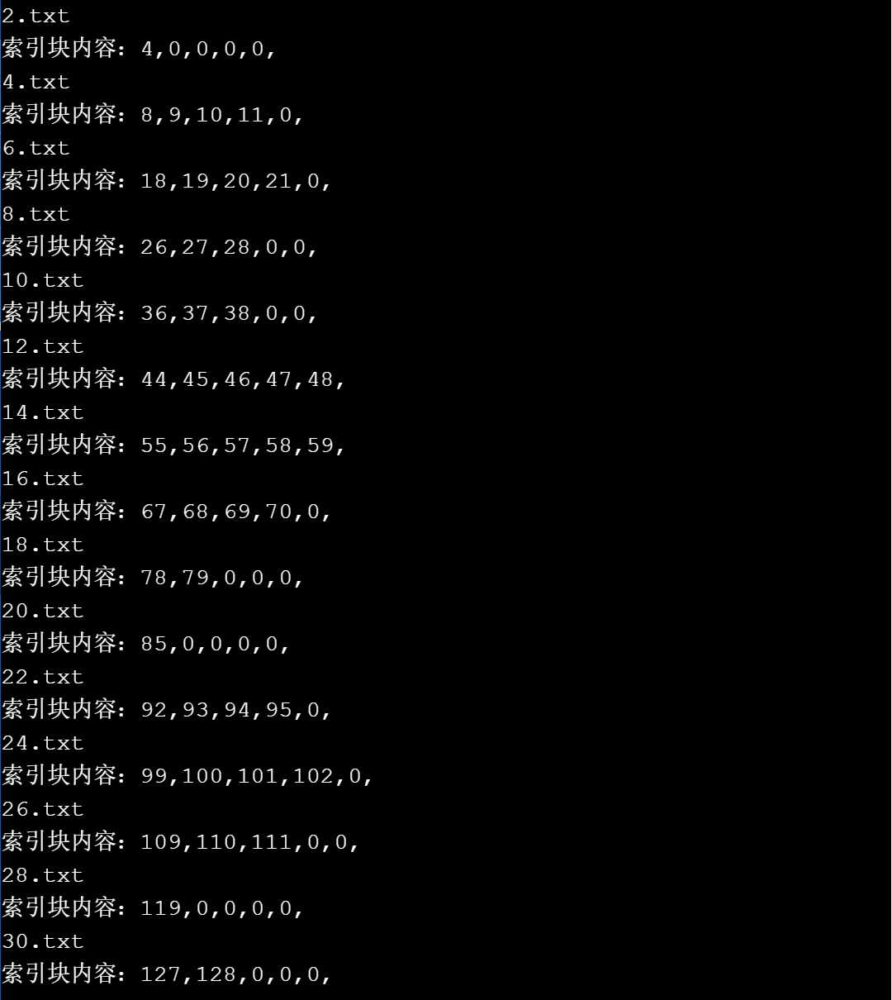 2.txt
索引块内容：4,0,0,0,0,
4.txt
索引块内容：8,9,10,11,0,
6.txt
索引块内容：18,19,20,21,0,
8.txt
索引块内容：26,27,28,0,0,
10.txt
索引块内容：36,37,38,0,0,
12.txt
索引块内容：44,45,46,47,48,
14.txt
索引块内容：55,56,57,58,59,
16.txt
索引块内容：67,68,69,70,0,
18.txt
索引块内容：78,79,0,0,0,
20.txt
索引块内容：85,0,0,0,0,
22.txt
索引块内容：92,93,94,95,0,
24.txt
索引块内容：99,100,101,102,0,
26.txt
索引块内容：109,110,111,0,0,
28.txt
索引块内容：119,0,0,0,0,
30.txt
索引块内容：127,128,0,0,0,